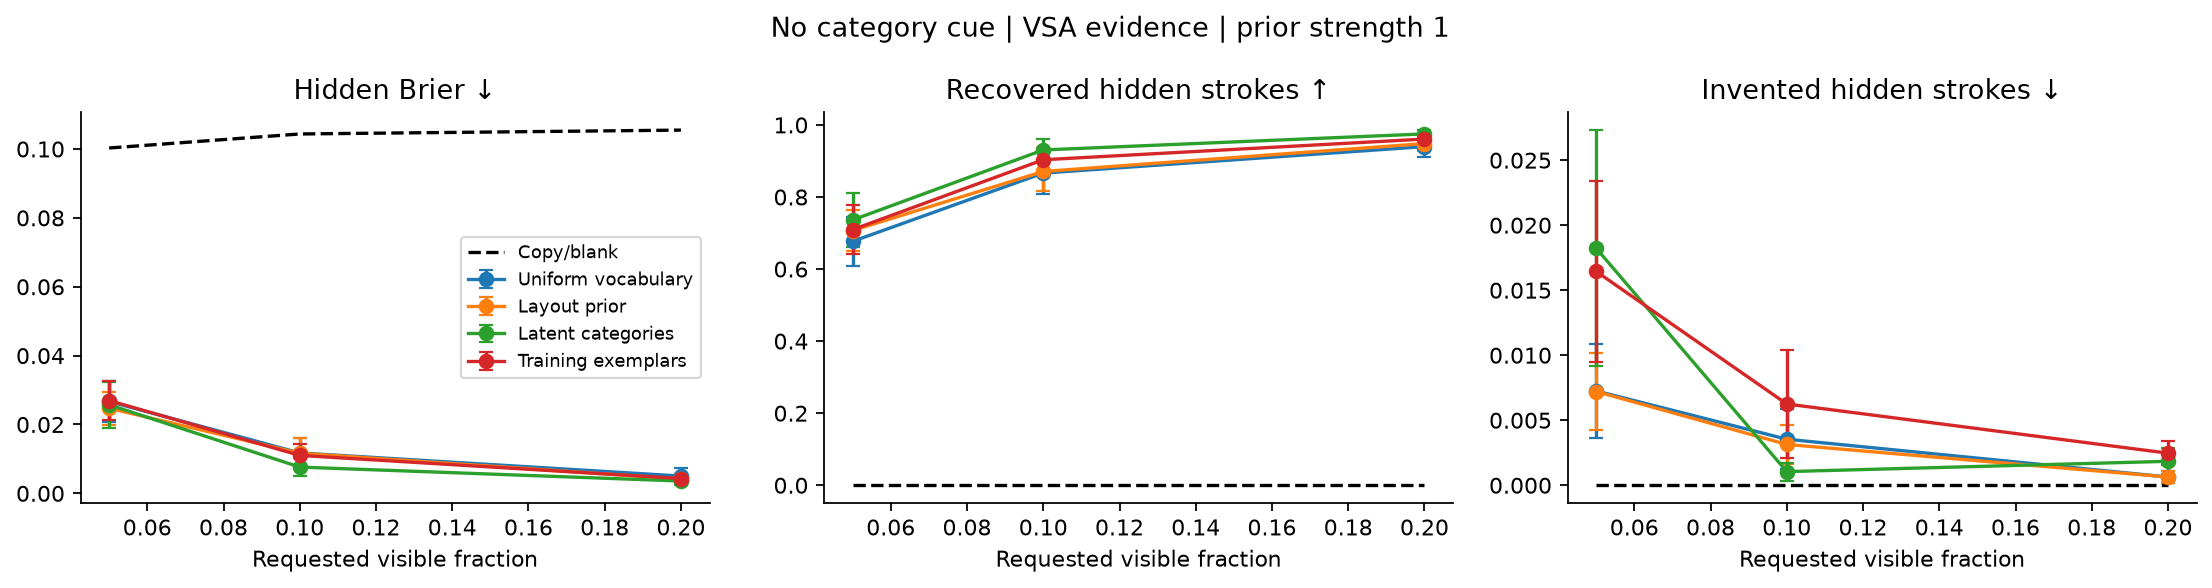 No category cue | VSA evidence | prior strength 1
Hidden Brier ↓
0.10
0.08
0.06
0.04
0.02
0.00
Copy/blank
Uniform vocabulary
Layout prior
Latent categories
Training exemplars
0.06 0.08 0.10 0.12 0.14 0.16 0.18 0.20
Requested visible fraction
Recovered hidden strokes ↑
1.0
0.8
0.6
0.4
0.2
0.0
0.06 0.08 0.10 0.12 0.14 0.16 0.18 0.20
Requested visible fraction
Invented hidden strokes ↓
0.025
0.020
0.015
0.010
0.005
0.000
0.06 0.08 0.10 0.12 0.14 0.16 0.18 0.20
Requested visible fraction